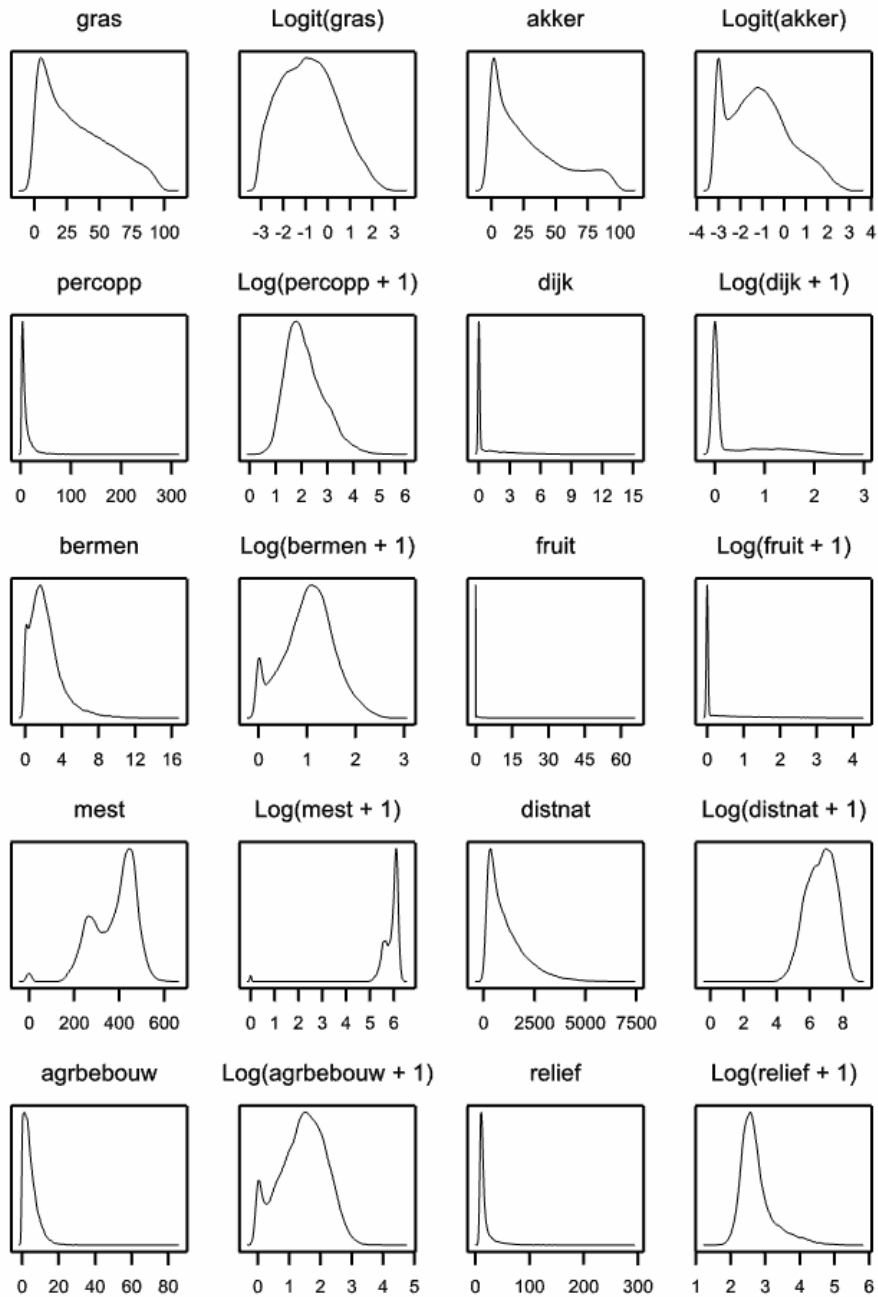 gras Logit(gras) akker Logit(akker)
0 25 50 75 100 -3 -2 -1 0 1 2 3 0 25 50 75 100 -4 -3 -2 -1 0 1 2 3 4
percopp Log(percopp + 1) dijk Log(dijk + 1)
0 100 200 300 0 1 2 3 4 5 6 0 3 6 9 12 15 0 1 2 3
bermen Log(bermen + 1) fruit Log(fruit + 1)
0 4 8 12 16 0 1 2 3 0 15 30 45 60 0 1 2 3 4
mest Log(mest + 1) distnat Log(distnat + 1)
0 200 400 600 0 1 2 3 4 5 6 0 2500 5000 7500 0 2 4 6 8
agrbebouw Log(agrbebouw + 1) relief Log(relief + 1)
0 20 40 60 80 0 1 2 3 4 5 0 100 200 300 1 2 3 4 5 6